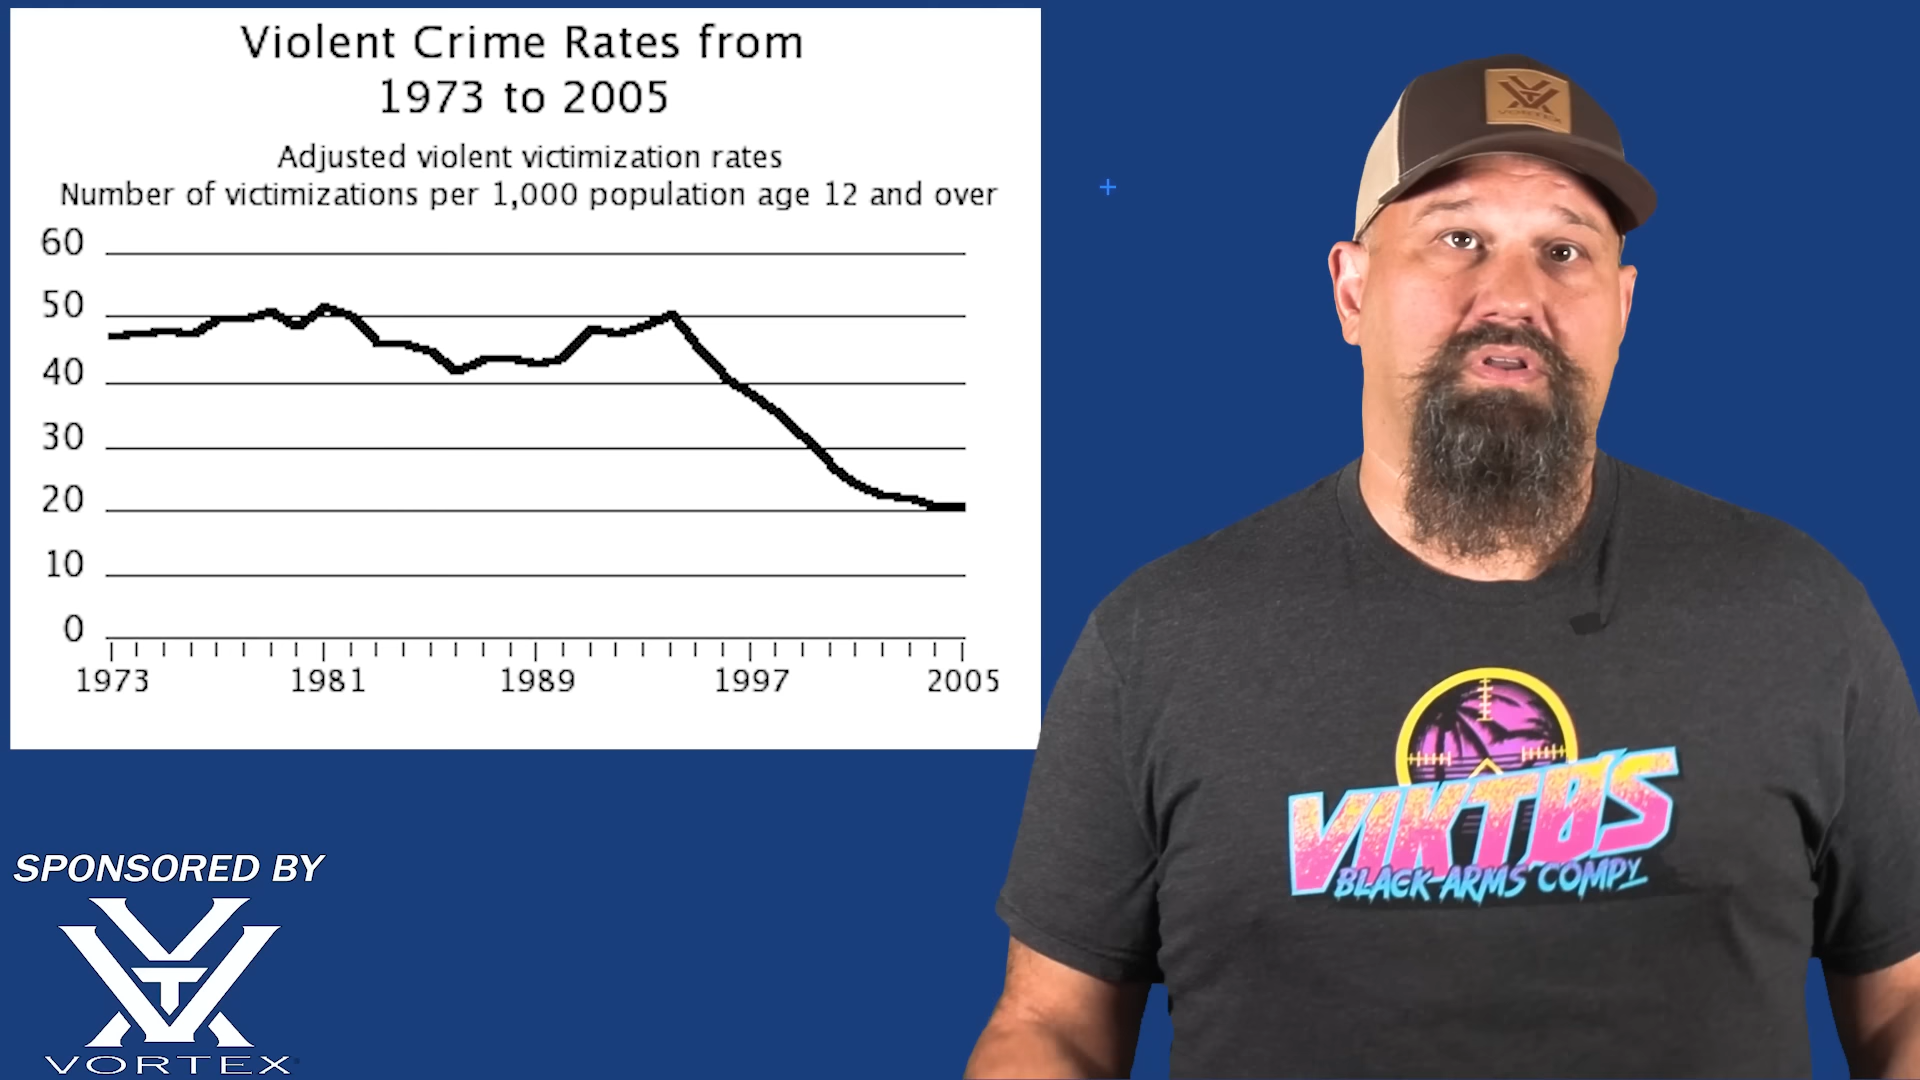 Violent Crime Rates from
1973 to 2005
Adjusted violent victimization rates
Number of victimizations per 1,000 population age 12 and over
60
50
40
30
20
10
0
1973 1981 1989 1997 2005
SPONSORED BY
VORTEX
VORTEX
VIKTOS
BLACK ARMS COMPY